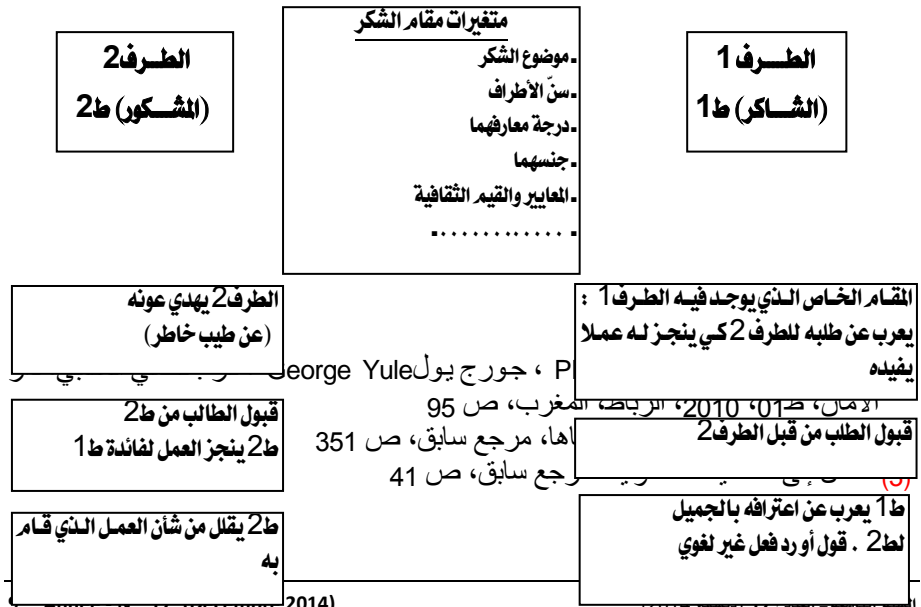 متغيرات مقام الشكر
الطرف 1
(الشاكر) ط1
.موضوع الشكر
.سنّ الأطراف
.درجة معارفهما
.جنسهما
.المعايير والقيم الثقافية
. . . . . . . . . . . .
الطرف2
(المشكور) ط2
المقام الخاص الذي يوجد فيه الطرف1 :
يعرب عن طلبه للطرف 2 كي ينجز له عملا
يفيده
الطرف2 يهدي عونه
(عن طيب خاطر)
، جورج يول George Yule
الأمان، ط01، 2010، الرباط، المغرب، ص 95
قبول الطلب من قبل الطرف2
قبول الطالب من ط2
ط2 ينجز العمل لفائدة ط1
مرجع سابق، ص 351
سابق، ص 41
ط1 يعرب عن اعترافه بالجميل
لط2 . قول أو رد فعل غير لغوي
ط2 يقلل من شأن العمل الذي قام
به
2014)